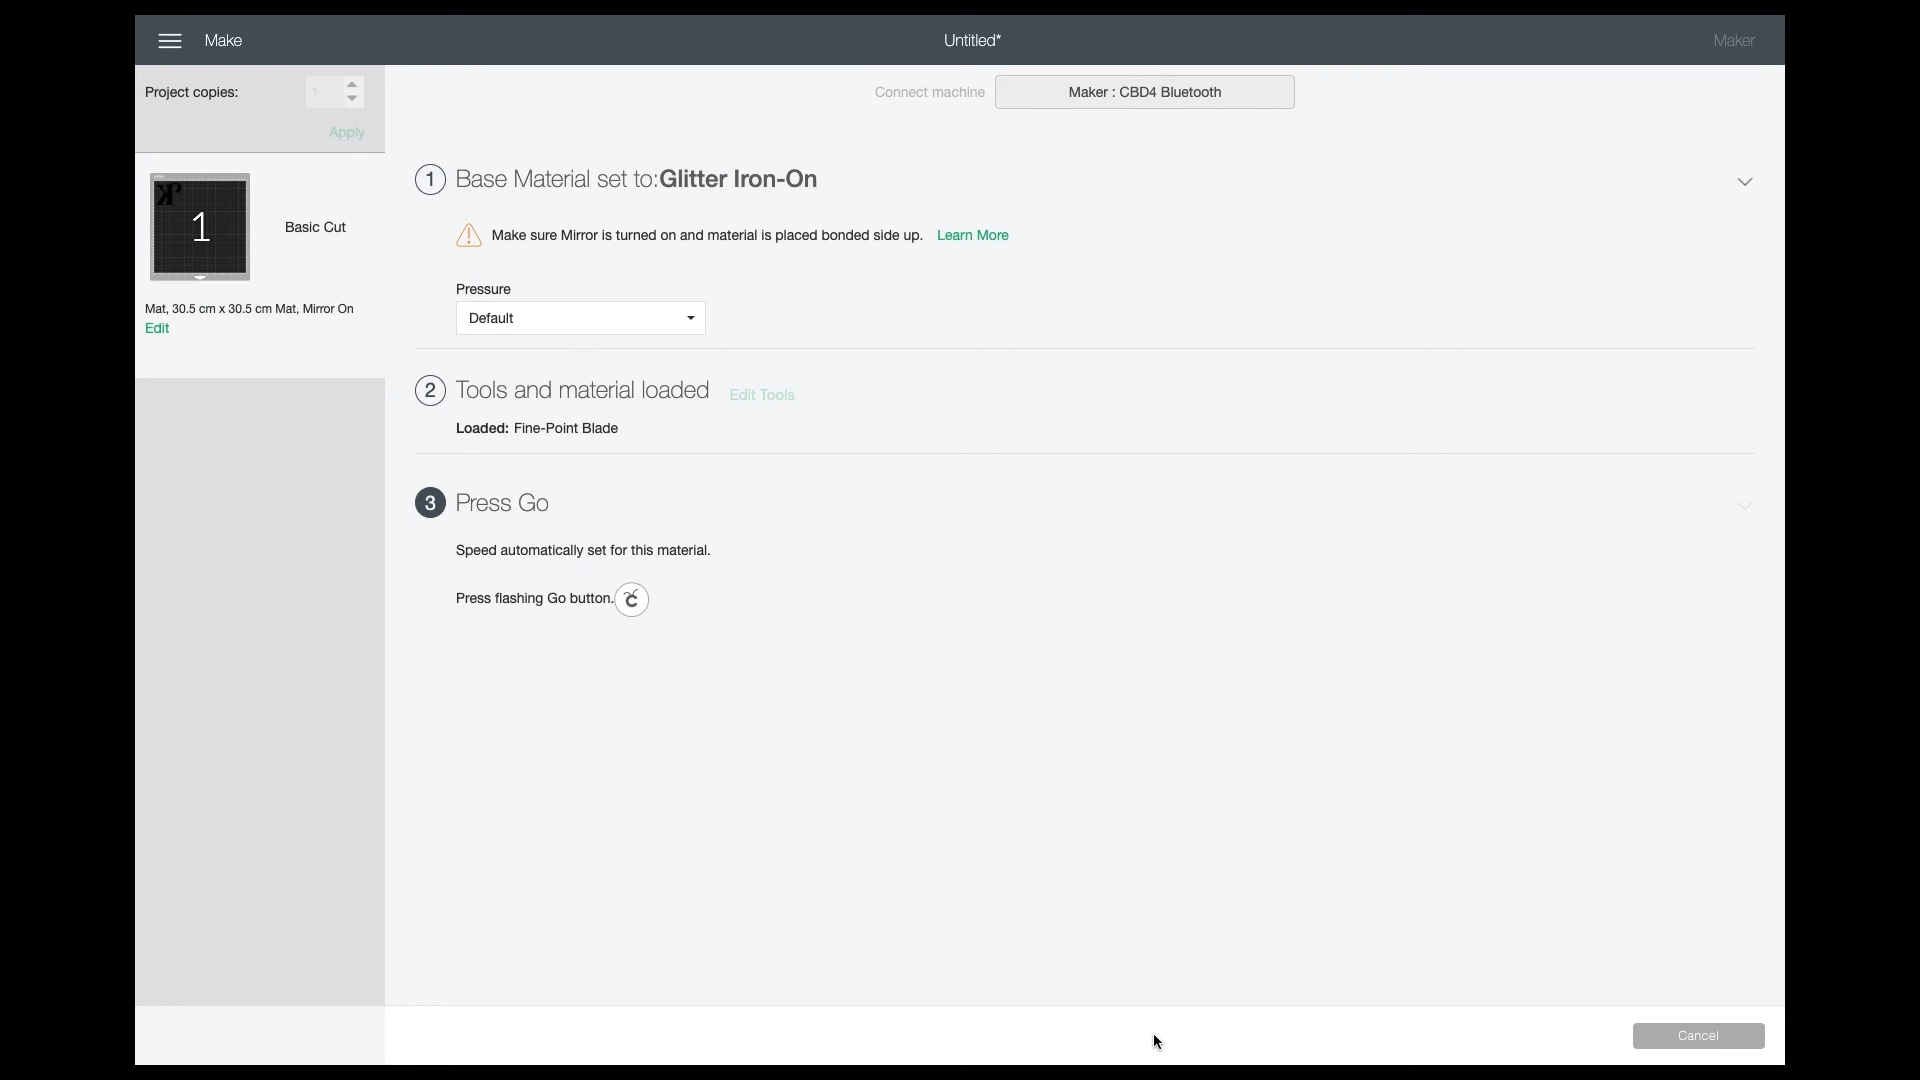 Make
Untitled*
Maker
Project copies:
1
Apply
Connect machine
Maker : CBD4 Bluetooth
1
Basic Cut
Mat, 30.5 cm x 30.5 cm Mat, Mirror On
Edit
1 Base Material set to:Glitter Iron-On
Make sure Mirror is turned on and material is placed bonded side up. Learn More
Pressure
Default
2 Tools and material loaded Edit Tools
Loaded: Fine-Point Blade
3 Press Go
Speed automatically set for this material.
Press flashing Go button.
Cancel